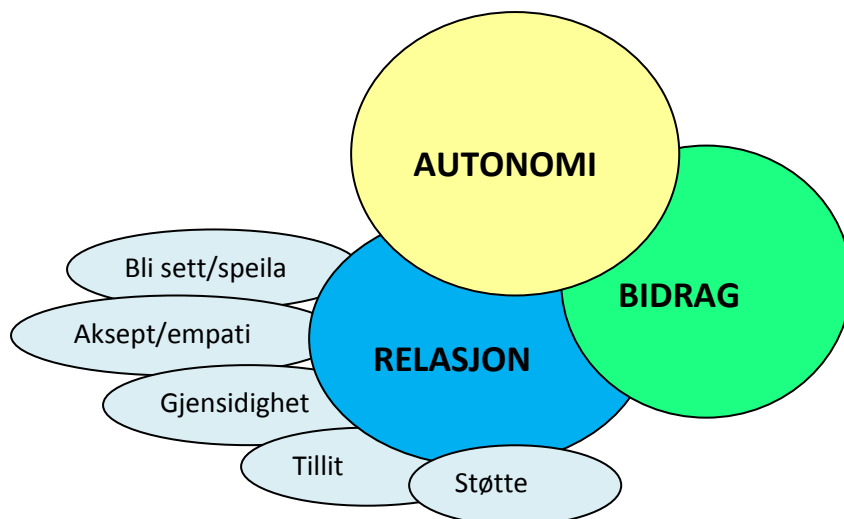 AUTONOMI
Bli sett/speila
BIDRAG
Aksept/empati
RELASJON
Gjensidighet
Tillit
Støtte